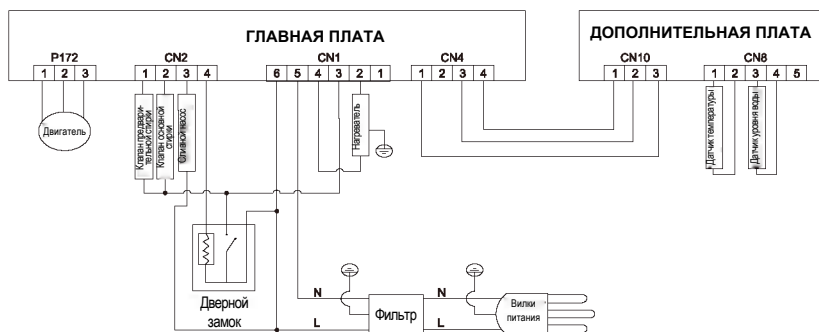 ГЛАВНАЯ ПЛАТА
ДОПОЛНИТЕЛЬНАЯ ПЛАТА
P172
CN2
CN1
CN4
CN10
CN8
1 2 3
1 2 3 4
6 5 4 3 2 1
1 2 3 4
1 2 3
1 2 3 4 5
Двигатель
Клапан предвари-
тельной стирки
Клапан основной
стирки
Сливной насос
Нагреватель
Датчик температуры
Датчик уровня воды
Дверной
замок
N
L
Фильтр
N
L
Вилки
питания